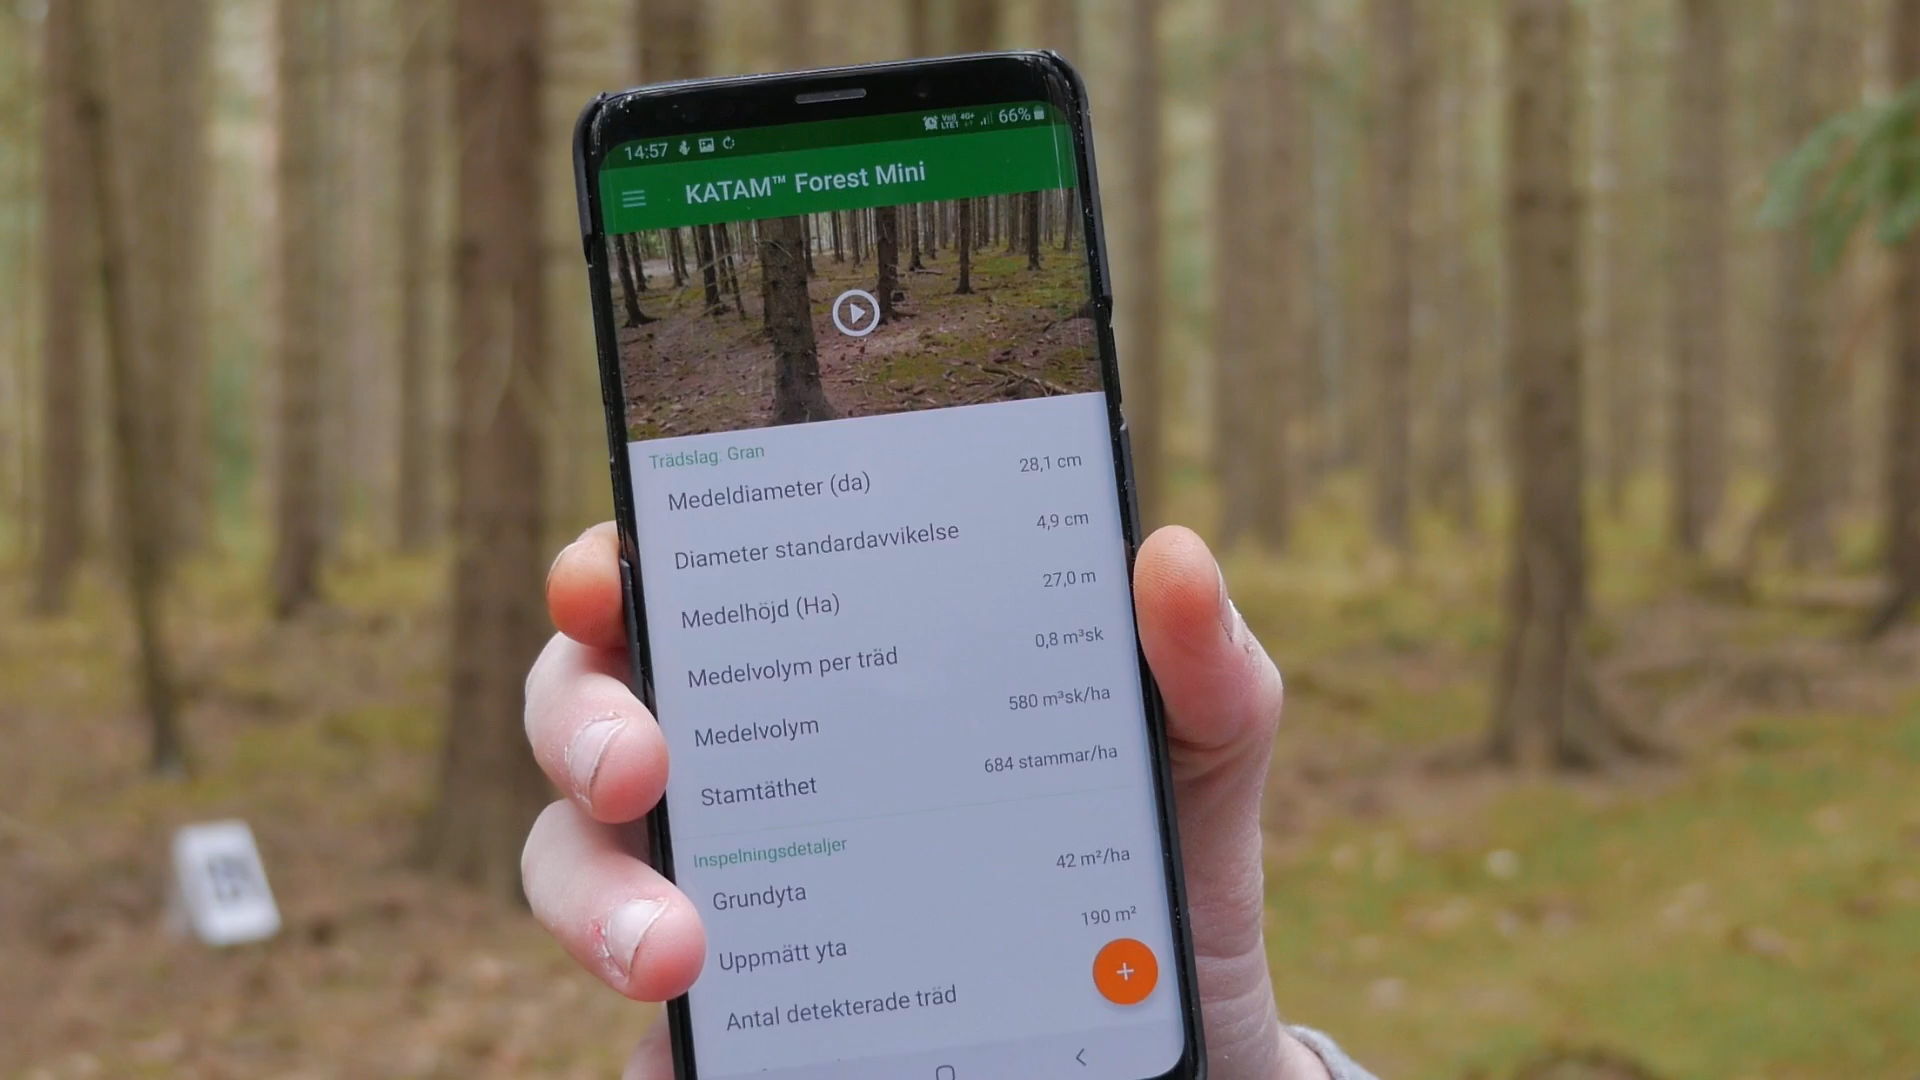 14:57 66%
KATAM™ Forest Mini
Trädslag: Gran
Medeldiameter (da) 28,1 cm
Diameter standardavvikelse 4,9 cm
Medelhöjd (Ha) 27,0 m
Medelvolym per träd 0,8 m³sk
Medelvolym 580 m³sk/ha
Stamtäthet 684 stammar/ha
Inspelningsdetaljer
Grundyta 42 m²/ha
Uppmätt yta 190 m²
Antal detekterade träd